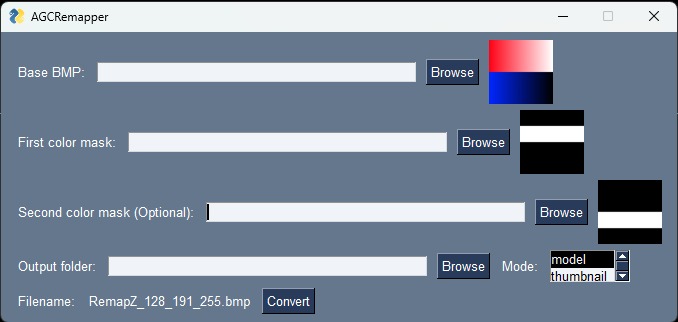 AGCRemapper
Base BMP: Browse
First color mask: Browse
Second color mask (Optional): Browse
Output folder: Browse Mode: model
thumbnail
Filename: RemapZ_128_191_255.bmp Convert